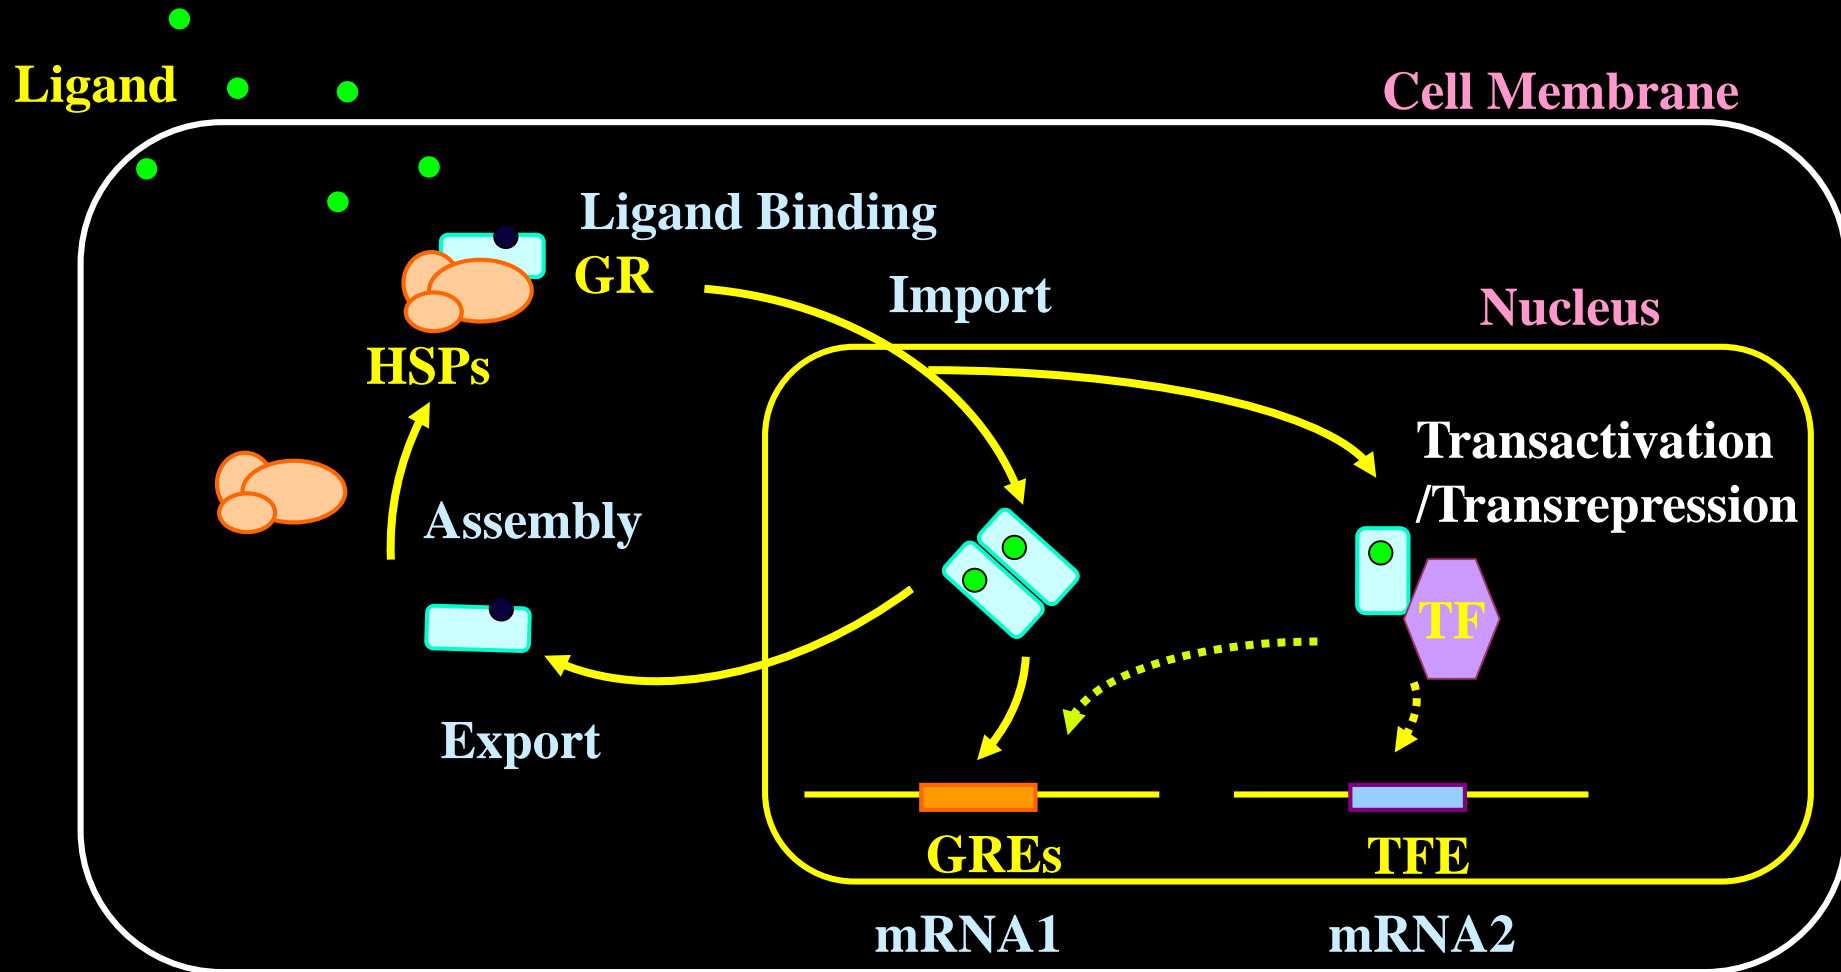 Ligand
Cell Membrane
Ligand Binding
GR
Import
Nucleus
HSPs
Transactivation
/Transrepression
Assembly
TF
Export
GREs
TFE
mRNA1
mRNA2